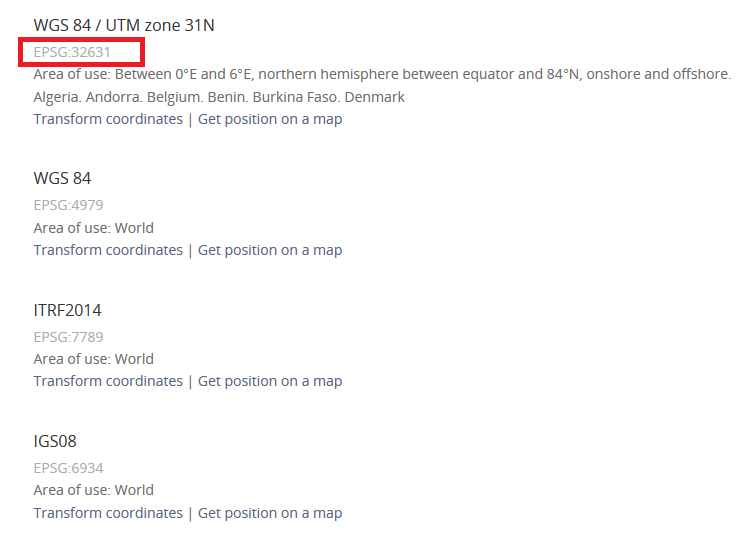 WGS 84 / UTM zone 31N
EPSG:32631
Area of use: Between 0°E and 6°E, northern hemisphere between equator and 84°N, onshore and offshore.
Algeria. Andorra. Belgium. Benin. Burkina Faso. Denmark
Transform coordinates | Get position on a map
WGS 84
EPSG:4979
Area of use: World
Transform coordinates | Get position on a map
ITRF2014
EPSG:7789
Area of use: World
Transform coordinates | Get position on a map
IGS08
EPSG:6934
Area of use: World
Transform coordinates | Get position on a map